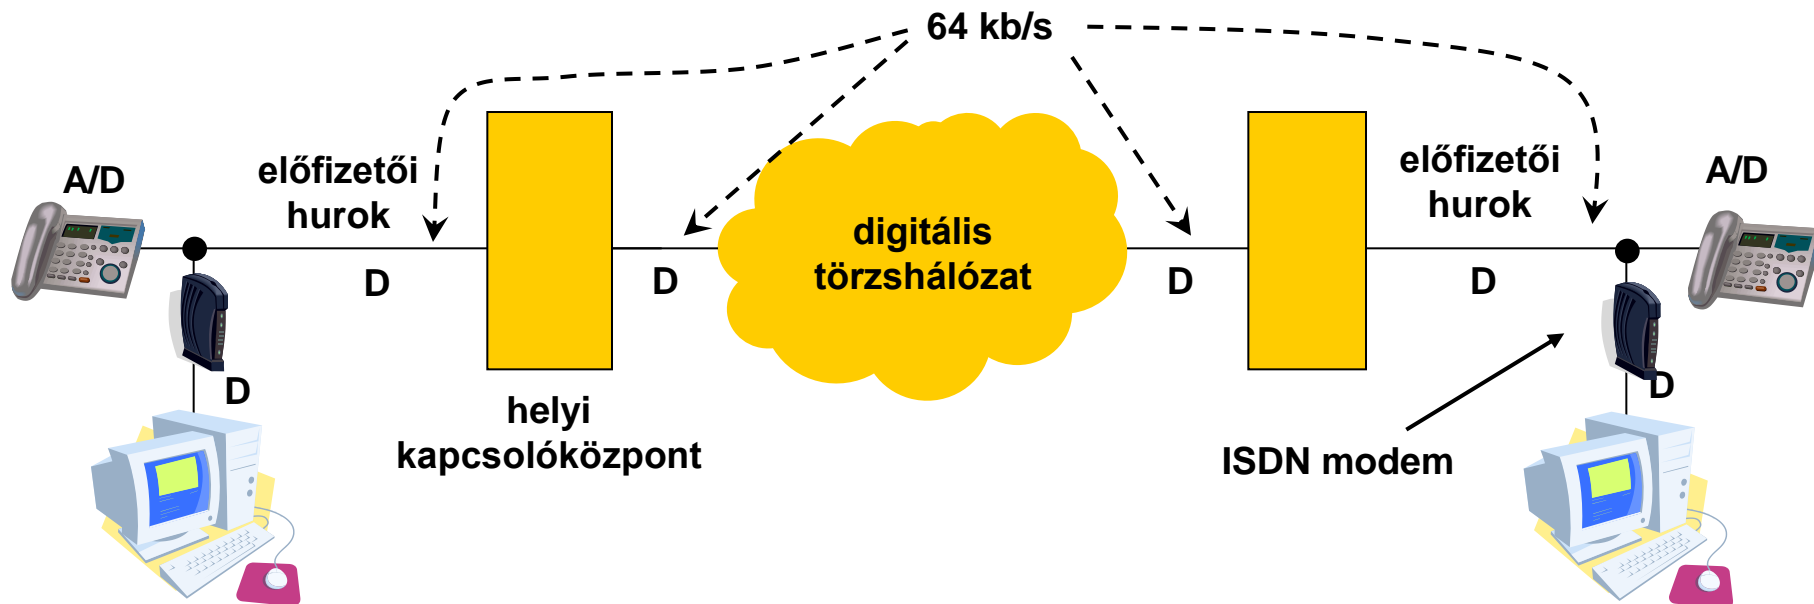 64 kb/s
A/D
előfizetői
hurok
előfizetői
hurok
A/D
digitális
törzshálózat
D
D
D
D
D
D
helyi
kapcsolóközpont
ISDN modem